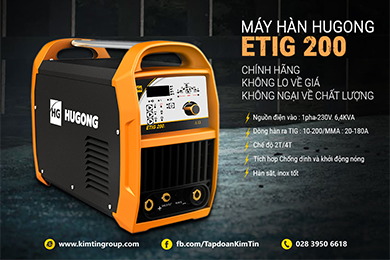 MÁY HÀN HUGONG
ETIG 200
CHÍNH HÃNG
KHÔNG LO VỀ GIÁ
KHÔNG NGẠI VỀ CHẤT LƯỢNG
Nguồn điện vào : 1pha-230V 6,4KVA
Dòng hàn ra TIG : 10-200/MMA : 20-180A
Chế độ 2T/4T
Tích hợp Chống dính và khởi động nóng
Hàn sắt, inox tốt
HG HUGONG
HUGONG
ETIG 200
www.kimtingroup.com
fb.com/TapdoanKimTin
028 3950 6618